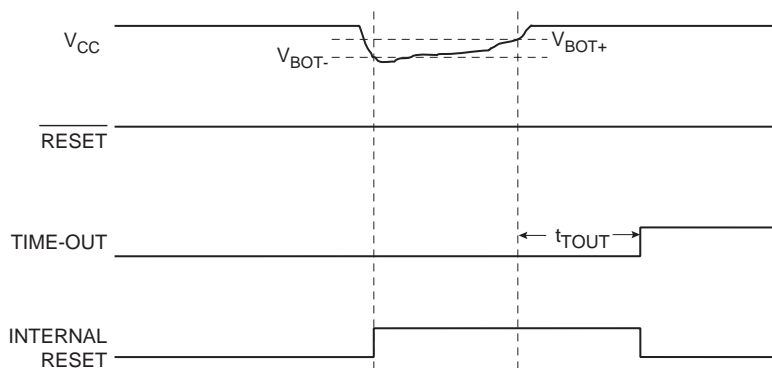 VCC
VBOT-
VBOT+
RESET
TIME-OUT
tTOUT
INTERNAL
RESET